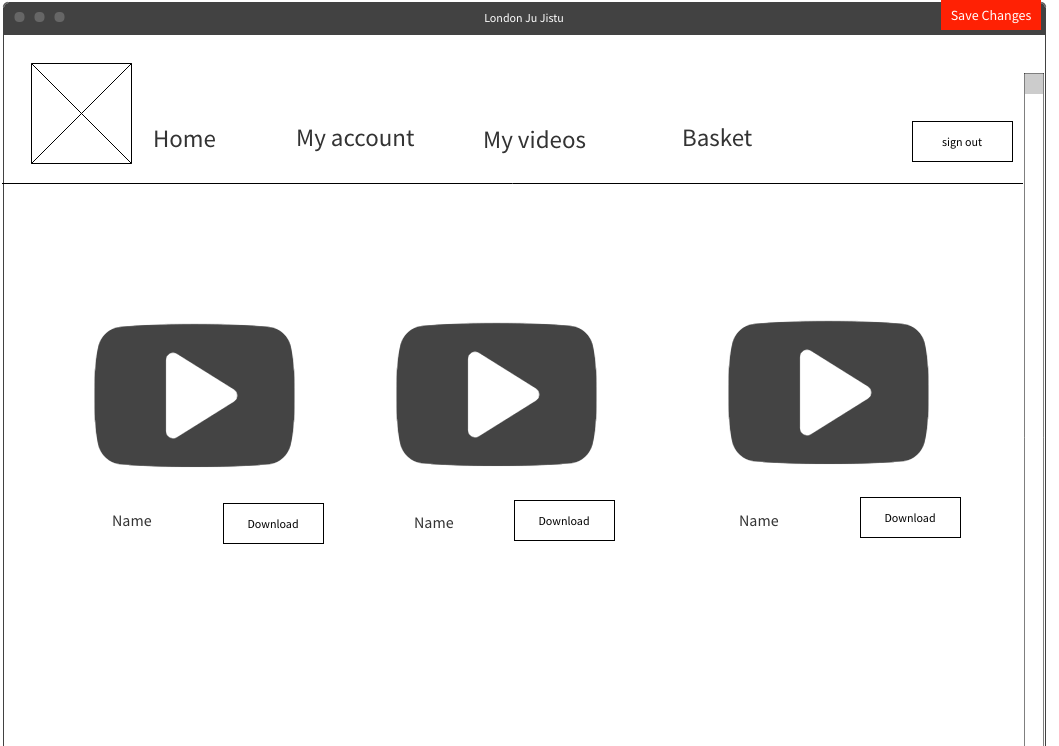 London Ju Jistu
Save Changes
Home
My account
My videos
Basket
sign out
Name
Download
Name
Download
Name
Download